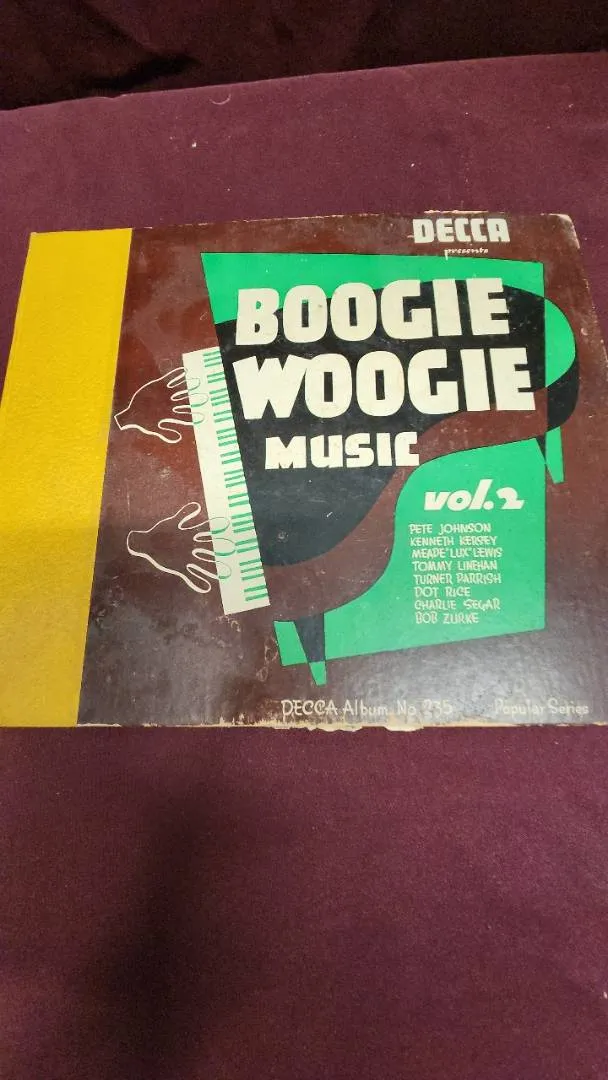 DECCA
presents
BOOGIE
WOOGIE
MUSIC
vol.2
PETE JOHNSON
KENNETH KERSEY
MEADE "LUX" LEWIS
TOMMY LINEHAN
TURNER PARRISH
DOT RICE
CHARLIE SEGAR
BOB ZURKE
DECCA Album No 235 Popular Series